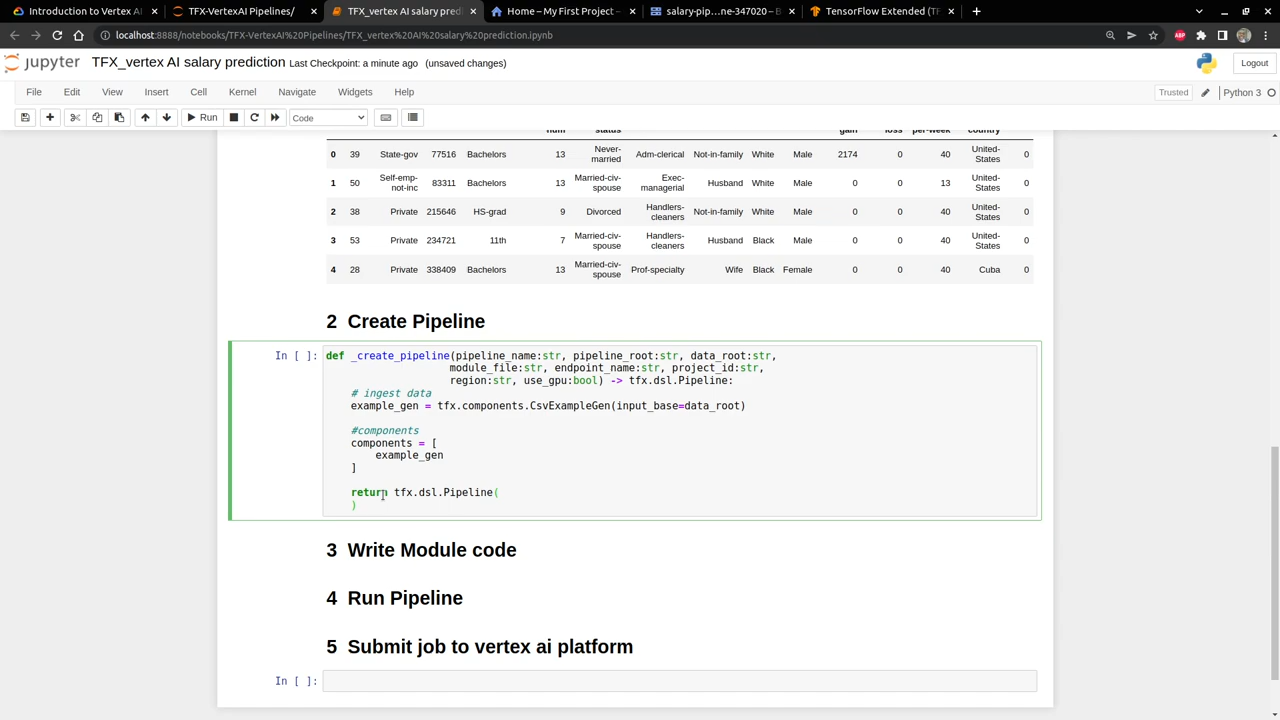 Introduction to Vertex AI
TFX-VertexAI Pipelines/
TFX_vertex AI salary predi
Home – My First Project –
salary-pip...ne-347020 – B
TensorFlow Extended (TF
localhost:8888/notebooks/TFX-VertexAI%20Pipelines/TFX_vertex%20AI%20salary%20prediction.ipynb
jupyter TFX_vertex AI salary prediction Last Checkpoint: a minute ago (unsaved changes) Logout
File Edit View Insert Cell Kernel Navigate Widgets Help Trusted Python 3
Run Code
num status gain loss per-week country
0 39 State-gov 77516 Bachelors 13 Never-married Adm-clerical Not-in-family White Male 2174 0 40 United-States 0
1 50 Self-emp-not-inc 83311 Bachelors 13 Married-civ-spouse Exec-managerial Husband White Male 0 0 13 United-States 0
2 38 Private 215646 HS-grad 9 Divorced Handlers-cleaners Not-in-family White Male 0 0 40 United-States 0
3 53 Private 234721 11th 7 Married-civ-spouse Handlers-cleaners Husband Black Male 0 0 40 United-States 0
4 28 Private 338409 Bachelors 13 Married-civ-spouse Prof-specialty Wife Black Female 0 0 40 Cuba 0
2 Create Pipeline
In [ ]: def _create_pipeline(pipeline_name:str, pipeline_root:str, data_root:str,
module_file:str, endpoint_name:str, project_id:str,
region:str, use_gpu:bool) -> tfx.dsl.Pipeline:
# ingest data
example_gen = tfx.components.CsvExampleGen(input_base=data_root)
#components
components = [
example_gen
]
return tfx.dsl.Pipeline(
)
3 Write Module code
4 Run Pipeline
5 Submit job to vertex ai platform
In [ ]: